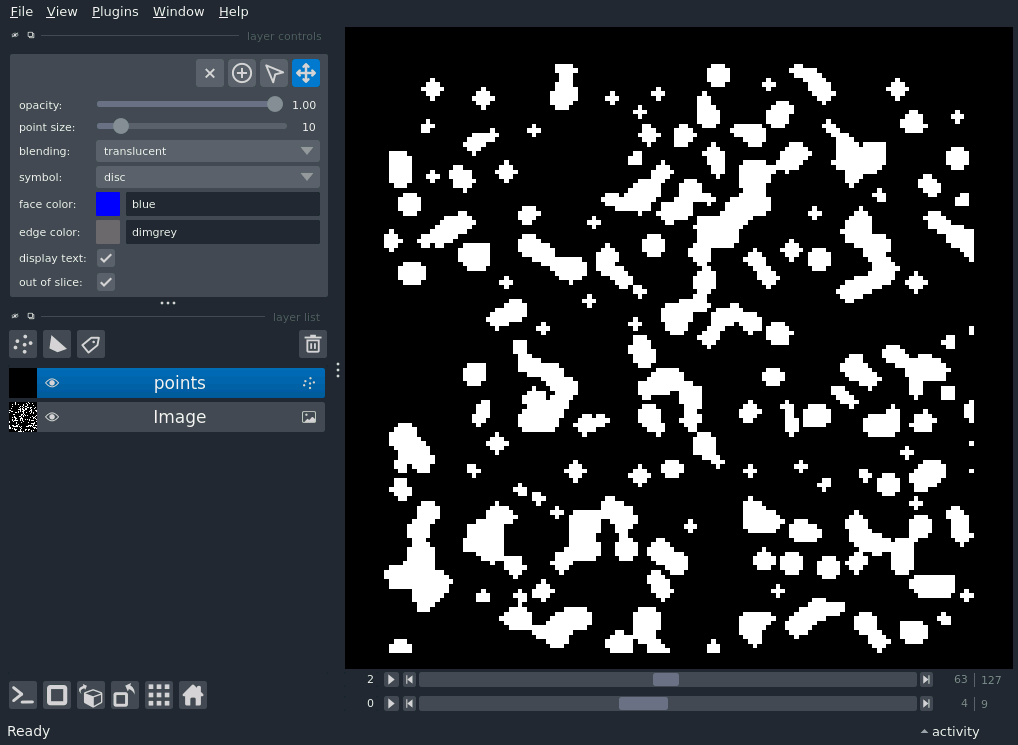 File View Plugins Window Help
layer controls
opacity: 1.00
point size: 10
blending: translucent
symbol: disc
face color: blue
edge color: dimgrey
display text:
out of slice:
layer list
points
Image
2 63 127
0 4 9
Ready activity